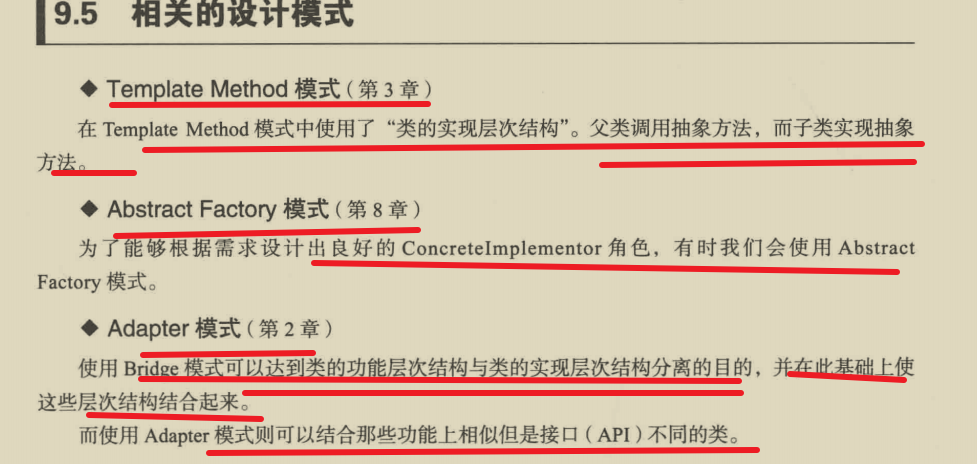 9.5 相关的设计模式
◆ Template Method 模式（第 3 章）
在 Template Method 模式中使用了“类的实现层次结构”。父类调用抽象方法，而子类实现抽象
方法。
◆ Abstract Factory 模式（第 8 章）
为了能够根据需求设计出良好的 ConcreteImplementor 角色，有时我们会使用 Abstract
Factory 模式。
◆ Adapter 模式（第 2 章）
使用 Bridge 模式可以达到类的功能层次结构与类的实现层次结构分离的目的，并在此基础上使
这些层次结构结合起来。
而使用 Adapter 模式则可以结合那些功能上相似但是接口（API）不同的类。